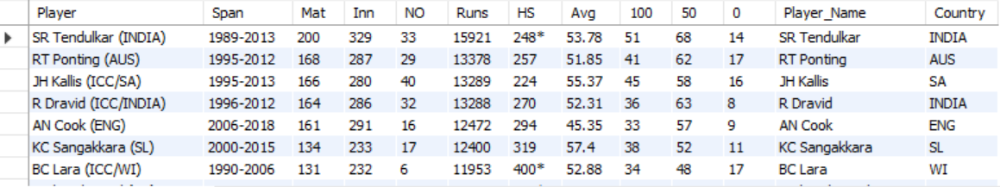 Player Span Mat Inn NO Runs HS Avg 100 50 0 Player_Name Country
SR Tendulkar (INDIA) 1989-2013 200 329 33 15921 248* 53.78 51 68 14 SR Tendulkar INDIA
RT Ponting (AUS) 1995-2012 168 287 29 13378 257 51.85 41 62 17 RT Ponting AUS
JH Kallis (ICC/SA) 1995-2013 166 280 40 13289 224 55.37 45 58 16 JH Kallis SA
R Dravid (ICC/INDIA) 1996-2012 164 286 32 13288 270 52.31 36 63 8 R Dravid INDIA
AN Cook (ENG) 2006-2018 161 291 16 12472 294 45.35 33 57 9 AN Cook ENG
KC Sangakkara (SL) 2000-2015 134 233 17 12400 319 57.4 38 52 11 KC Sangakkara SL
BC Lara (ICC/WI) 1990-2006 131 232 6 11953 400* 52.88 34 48 17 BC Lara WI